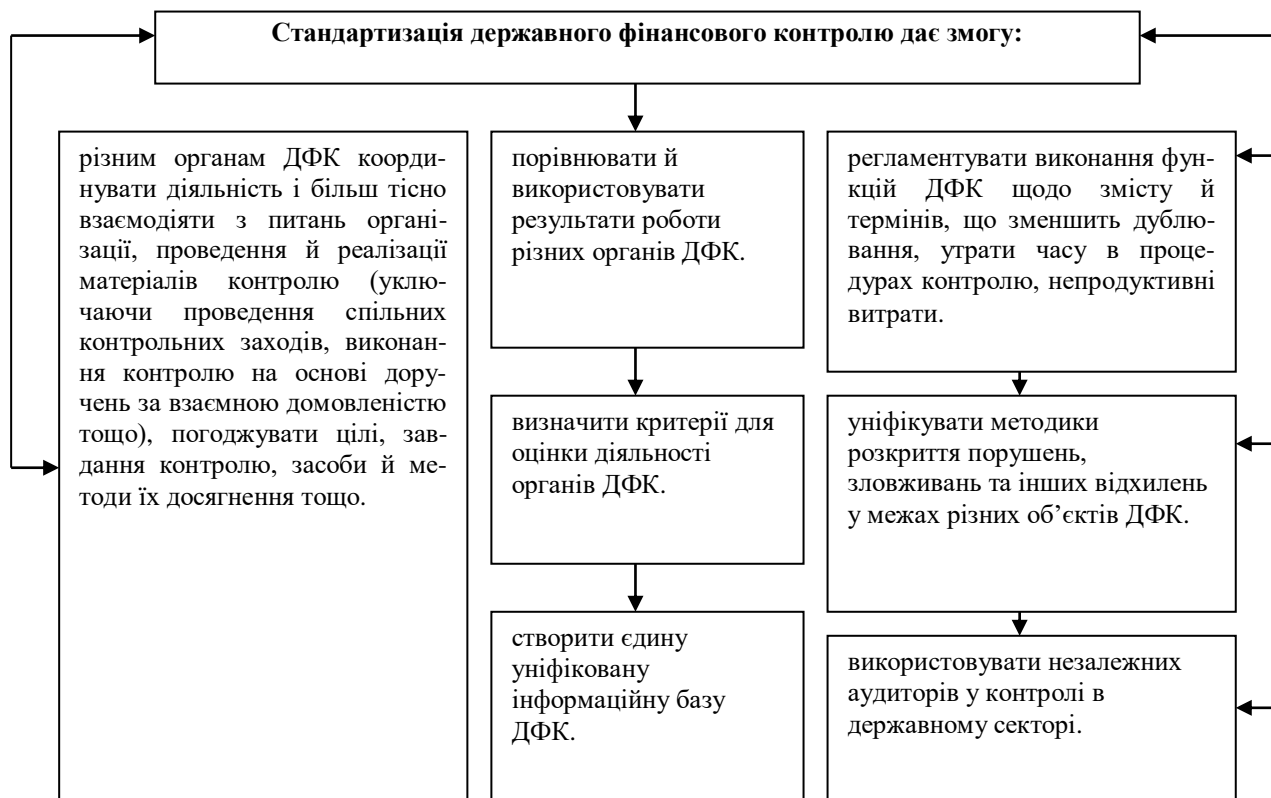 Стандартизація державного фінансового контролю дає змогу:
різним органам ДФК коорди-
нувати діяльність і більш тісно
взаємодіяти з питань органі-
зації, проведення й реалізації
матеріалів контролю (уклю-
чаючи проведення спільних
контрольних заходів, виконан-
ня контролю на основі дору-
чень за взаємною домовленістю
тощо), погоджувати цілі, зав-
дання контролю, засоби й ме-
тоди їх досягнення тощо.
порівнювати й
використовувати
результати роботи
різних органів ДФК.
визначити критерії для
оцінки діяльності
органів ДФК.
створити єдину
уніфіковану
інформаційну базу
ДФК.
регламентувати виконання фун-
кцій ДФК щодо змісту й
термінів, що зменшить дублю-
вання, утрати часу в проце-
дурах контролю, непродуктивні
витрати.
уніфікувати методики
розкриття порушень,
зловживань та інших відхилень
у межах різних об’єктів ДФК.
використовувати незалежних
аудиторів у контролі в
державному секторі.